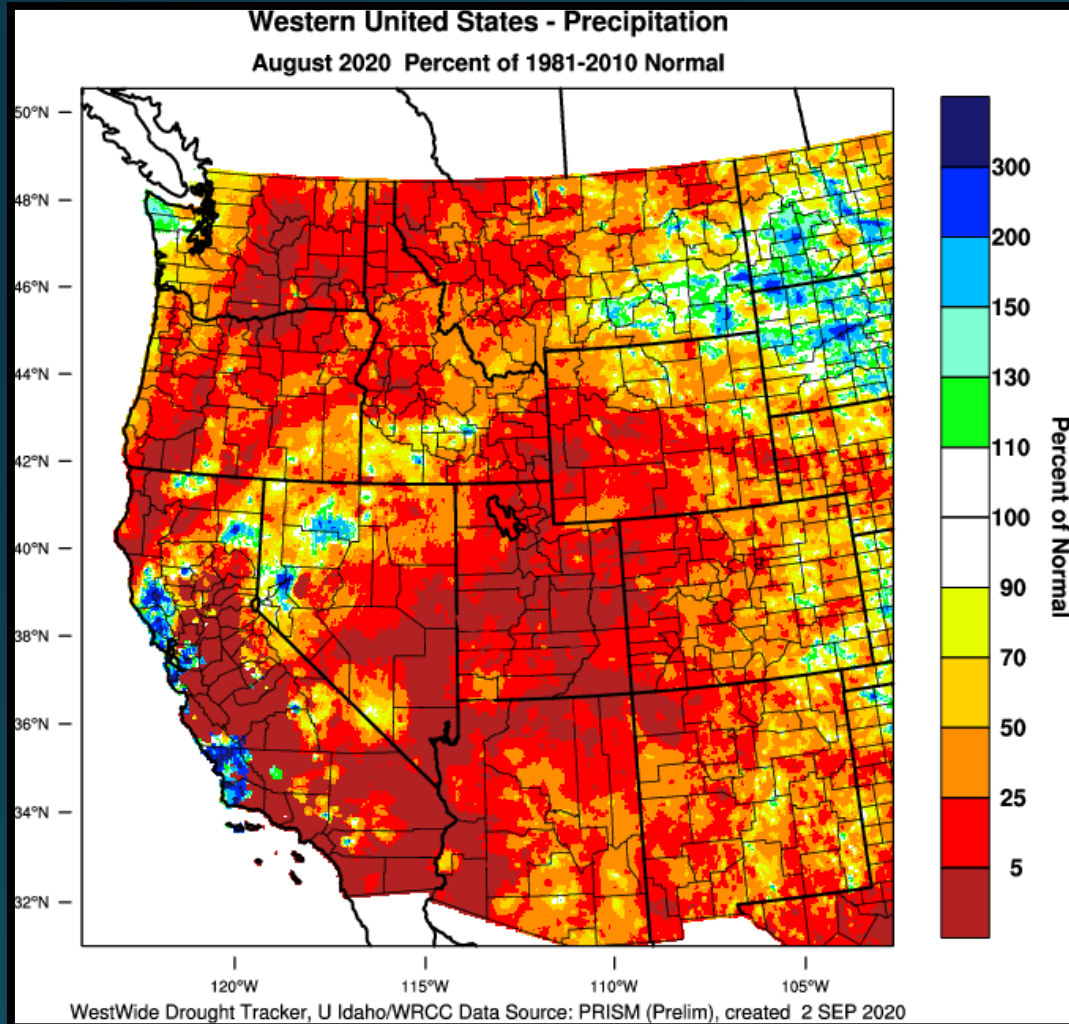 Western United States - Precipitation
August 2020 Percent of 1981-2010 Normal
50°N
48°N
46°N
44°N
42°N
40°N
38°N
36°N
34°N
32°N
120°W
115°W
110°W
105°W
300
200
150
130
110
100
90
70
50
25
5
Percent of Normal
WestWide Drought Tracker, U Idaho/WRCC Data Source: PRISM (Prelim), created 2 SEP 2020